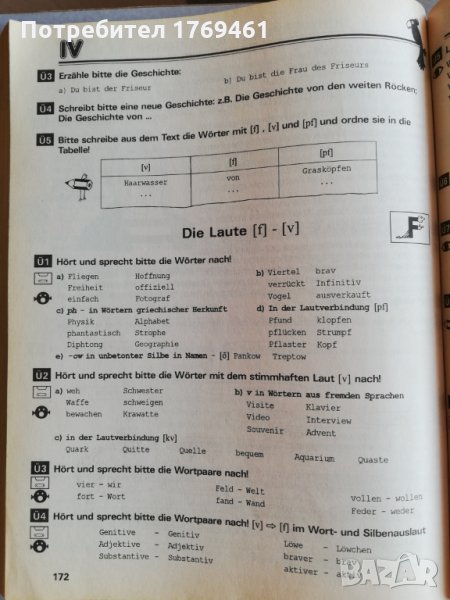 Потребител 1769461
IV
Ü3 Erzähle bitte die Geschichte:
a) Du bist der Friseur b) Du bist die Frau des Friseurs
Ü4 Schreibt bitte eine neue Geschichte: z.B. Die Geschichte von den weiten Röcken;
Die Geschichte von ...
Ü5 Bitte schreibe aus dem Text die Wörter mit [f], [v] und [pf] und ordne sie in die
Tabelle!
[v] [f] [pf]
Haarwasser von Grasköpfen
... ... ...
Die Laute [f] - [v]
F
Ü1 Hört und sprecht bitte die Wörter nach!
a) Fliegen Hoffnung b) Viertel brav
Freiheit offiziell verrückt Infinitiv
einfach Fotograf Vogel ausverkauft
c) ph - in Wörtern griechischer Herkunft d) In der Lautverbindung [pf]
Physik Alphabet Pfund klopfen
phantastisch Strophe pflücken Strumpf
Diphtong Geographie Pflaster Kopf
e) -ow in unbetonter Silbe in Namen - [ō] Pankow Treptow
Ü2 Hört und sprecht bitte die Wörter mit dem stimmhaften Laut [v] nach!
a) weh Schwester b) v in Wörtern aus fremden Sprachen
Waffe schweigen Visite Klavier
bewachen Krawatte Video Interview
Souvenir Advent
c) in der Lautverbindung [kv]
Quark Quitte Quelle bequem Aquarium Quaste
Ü3 Hört und sprecht bitte die Wortpaare nach!
vier - wir Feld - Welt vollen - wollen
fort - Wort fand - Wand Feder - weder
Ü4 Hört und sprecht bitte die Wortpaare nach! [v] ⇨ [f] im Wort- und Silbenauslaut
Genitive - Genitiv Löwe - Löwchen
Adjektive - Adjektiv braver - brav
Substantive - Substantiv aktiver - aktiv
172
BAZAR